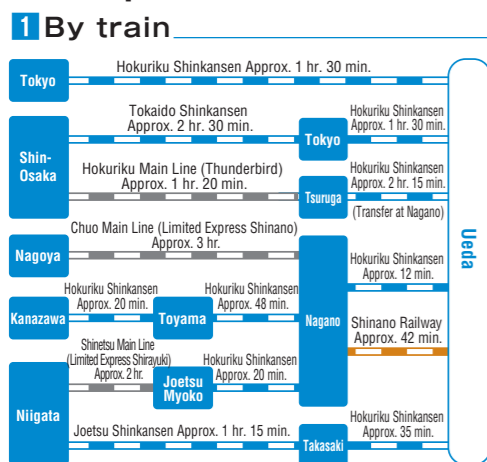 1 By train
Tokyo
Hokuriku Shinkansen Approx. 1 hr. 30 min.
Shin-
Osaka
Tokaido Shinkansen
Approx. 2 hr. 30 min.
Tokyo
Hokuriku Shinkansen
Approx. 1 hr. 30 min.
Hokuriku Main Line (Thunderbird)
Approx. 1 hr. 20 min.
Tsuruga
Hokuriku Shinkansen
Approx. 2 hr. 15 min.
(Transfer at Nagano)
Nagoya
Chuo Main Line (Limited Express Shinano)
Approx. 3 hr.
Kanazawa
Hokuriku Shinkansen
Approx. 20 min.
Toyama
Hokuriku Shinkansen
Approx. 48 min.
Nagano
Hokuriku Shinkansen
Approx. 12 min.
Shinano Railway
Approx. 42 min.
Niigata
Shinetsu Main Line
(Limited Express Shirayuki)
Approx. 2 hr.
Joetsu
Myoko
Hokuriku Shinkansen
Approx. 20 min.
Joetsu Shinkansen Approx. 1 hr. 15 min.
Takasaki
Hokuriku Shinkansen
Approx. 35 min.
Ueda